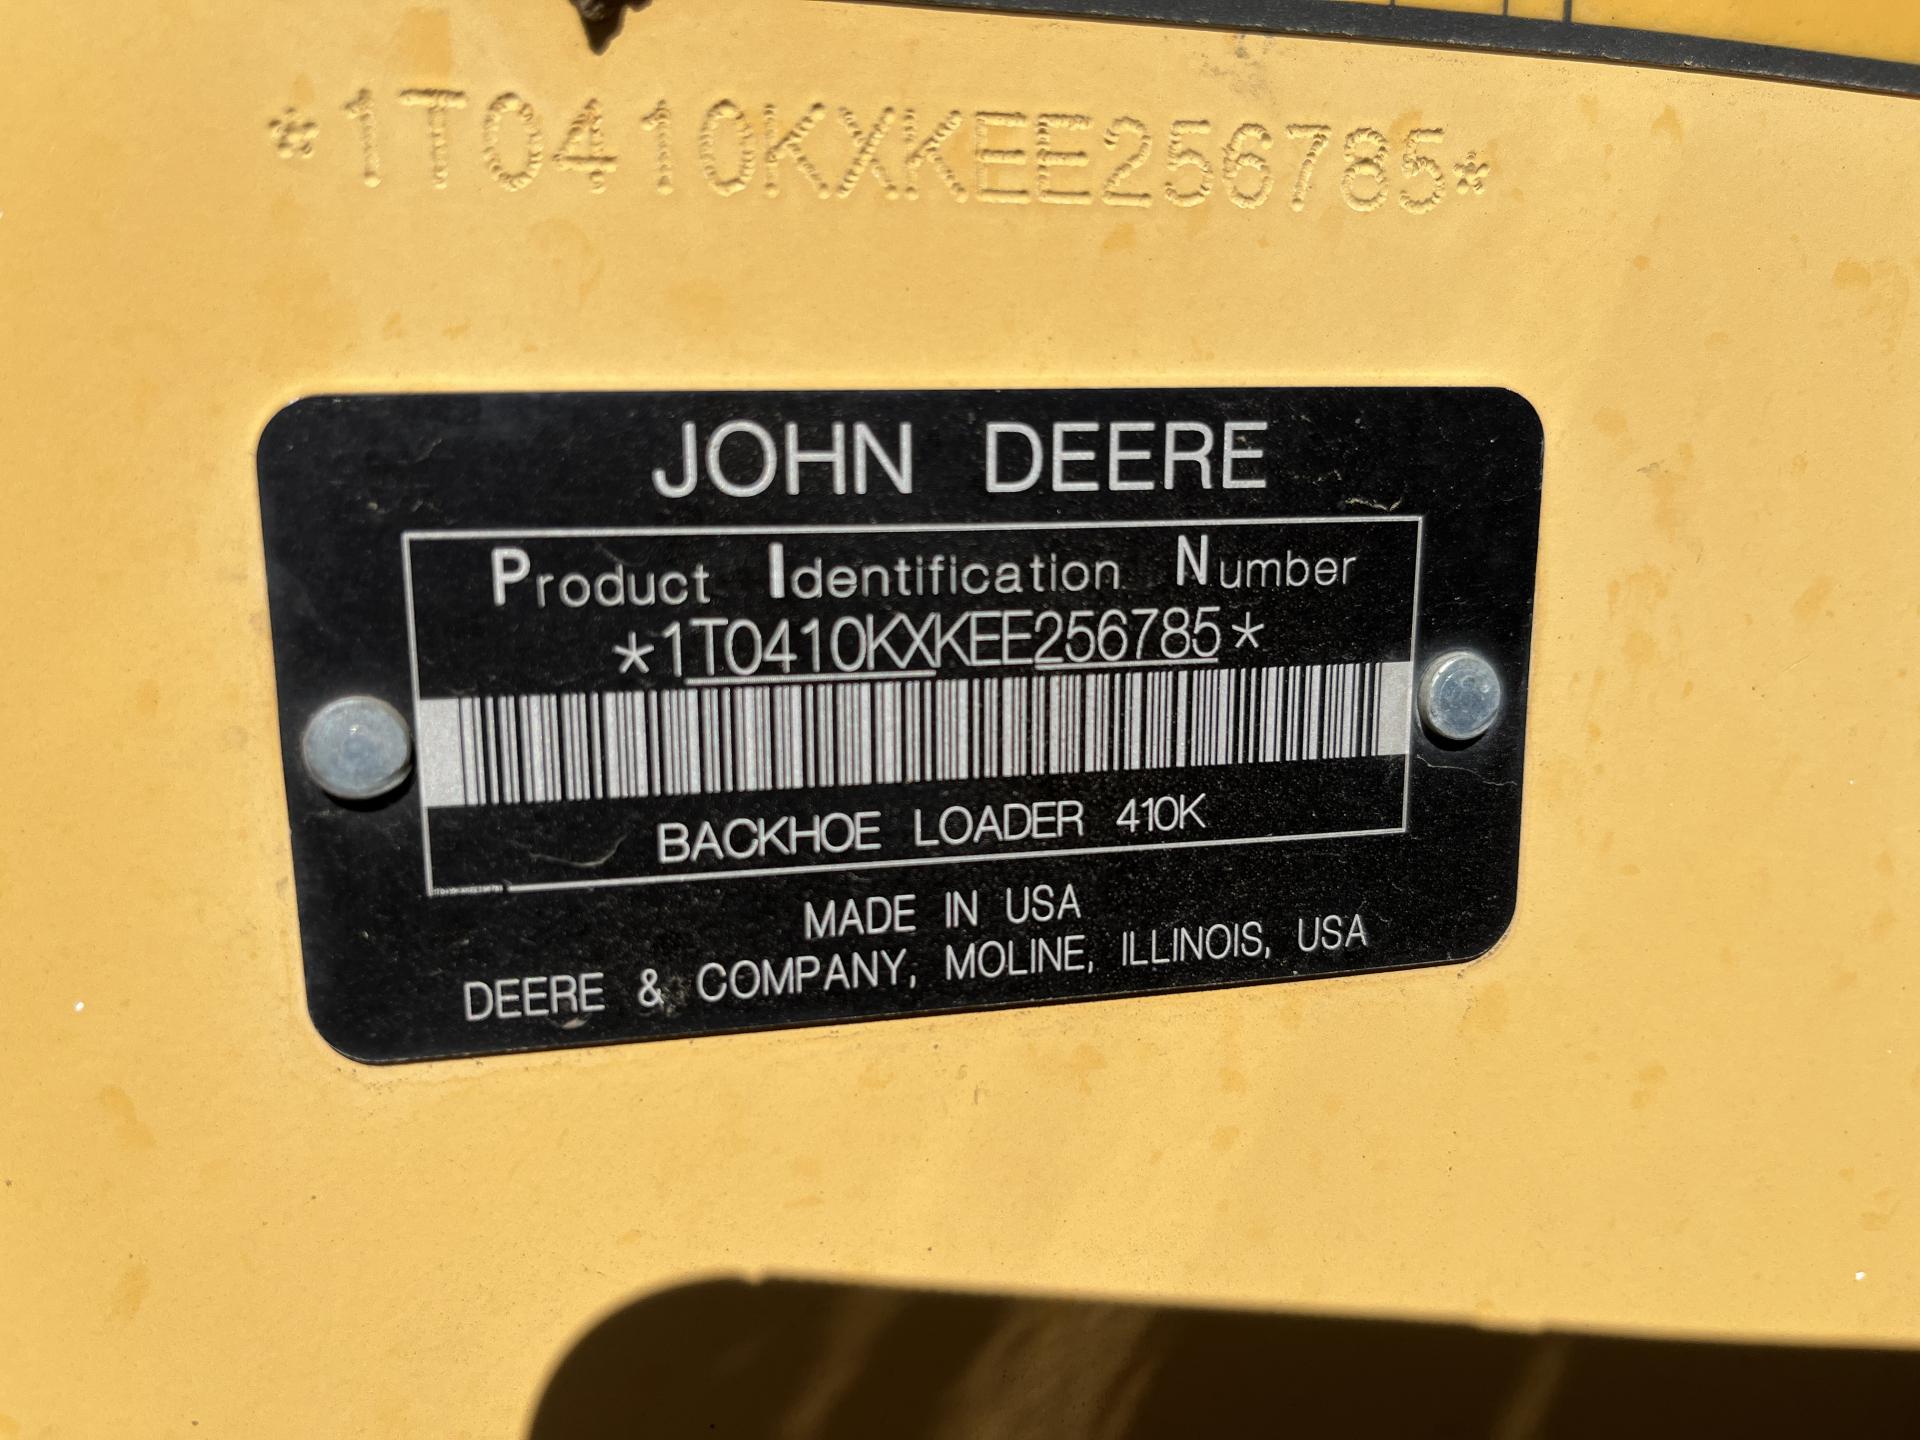 *1T0410KXKEE256785*
JOHN DEERE
Product Identification Number
*1T0410KXKEE256785*
BACKHOE LOADER 410K
MADE IN USA
DEERE & COMPANY, MOLINE, ILLINOIS, USA